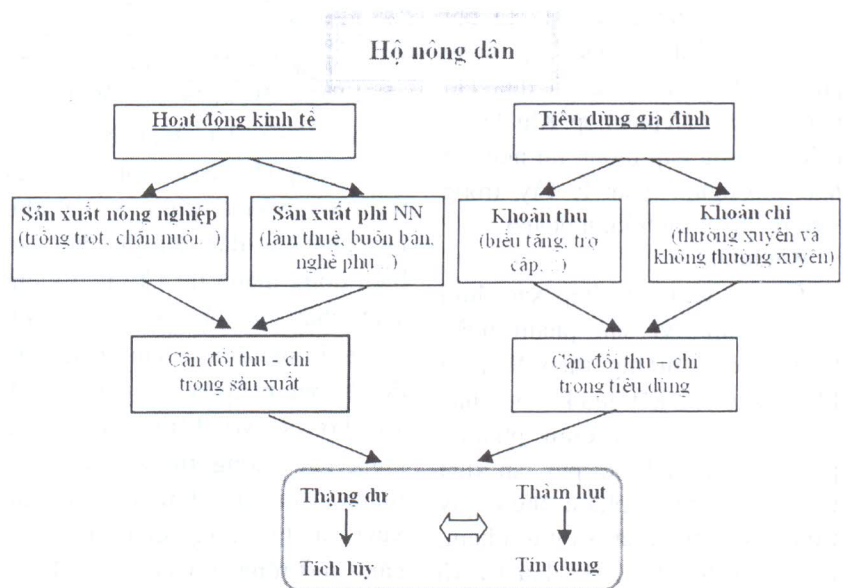 Hộ nông dân
Hoạt động kinh tế
Tiêu dùng gia đình
Sản xuất nông nghiệp
(trồng trọt, chăn nuôi...)
Sản xuất phi NN
(làm thuê, buôn bán,
nghề phụ...)
Khoản thu
(biếu tặng, trợ
cấp...)
Khoản chi
(thường xuyên và
không thường xuyên)
Cân đối thu - chi
trong sản xuất
Cân đối thu – chi
trong tiêu dùng
Thặng dư
Thâm hụt
Tích lũy
Tín dụng